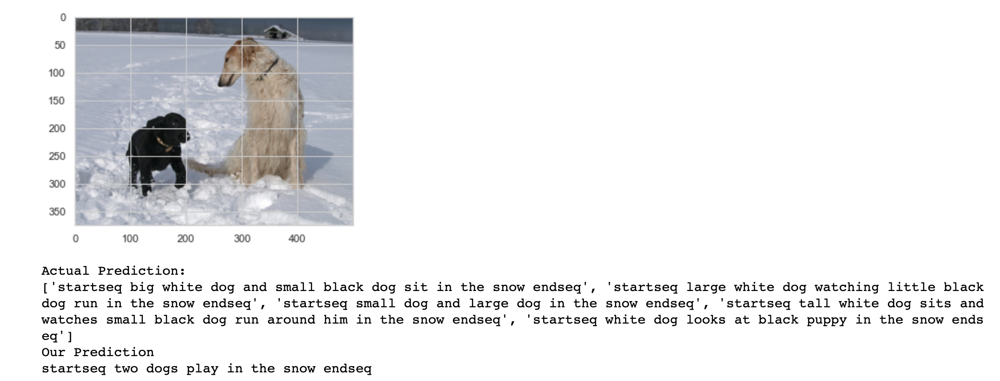 0
50
100
150
200
250
300
350
0 100 200 300 400
Actual Prediction:
['startseq big white dog and small black dog sit in the snow endseq', 'startseq large white dog watching little black
dog run in the snow endseq', 'startseq small dog and large dog in the snow endseq', 'startseq tall white dog sits and
watches small black dog run around him in the snow endseq', 'startseq white dog looks at black puppy in the snow ends
eq']
Our Prediction
startseq two dogs play in the snow endseq